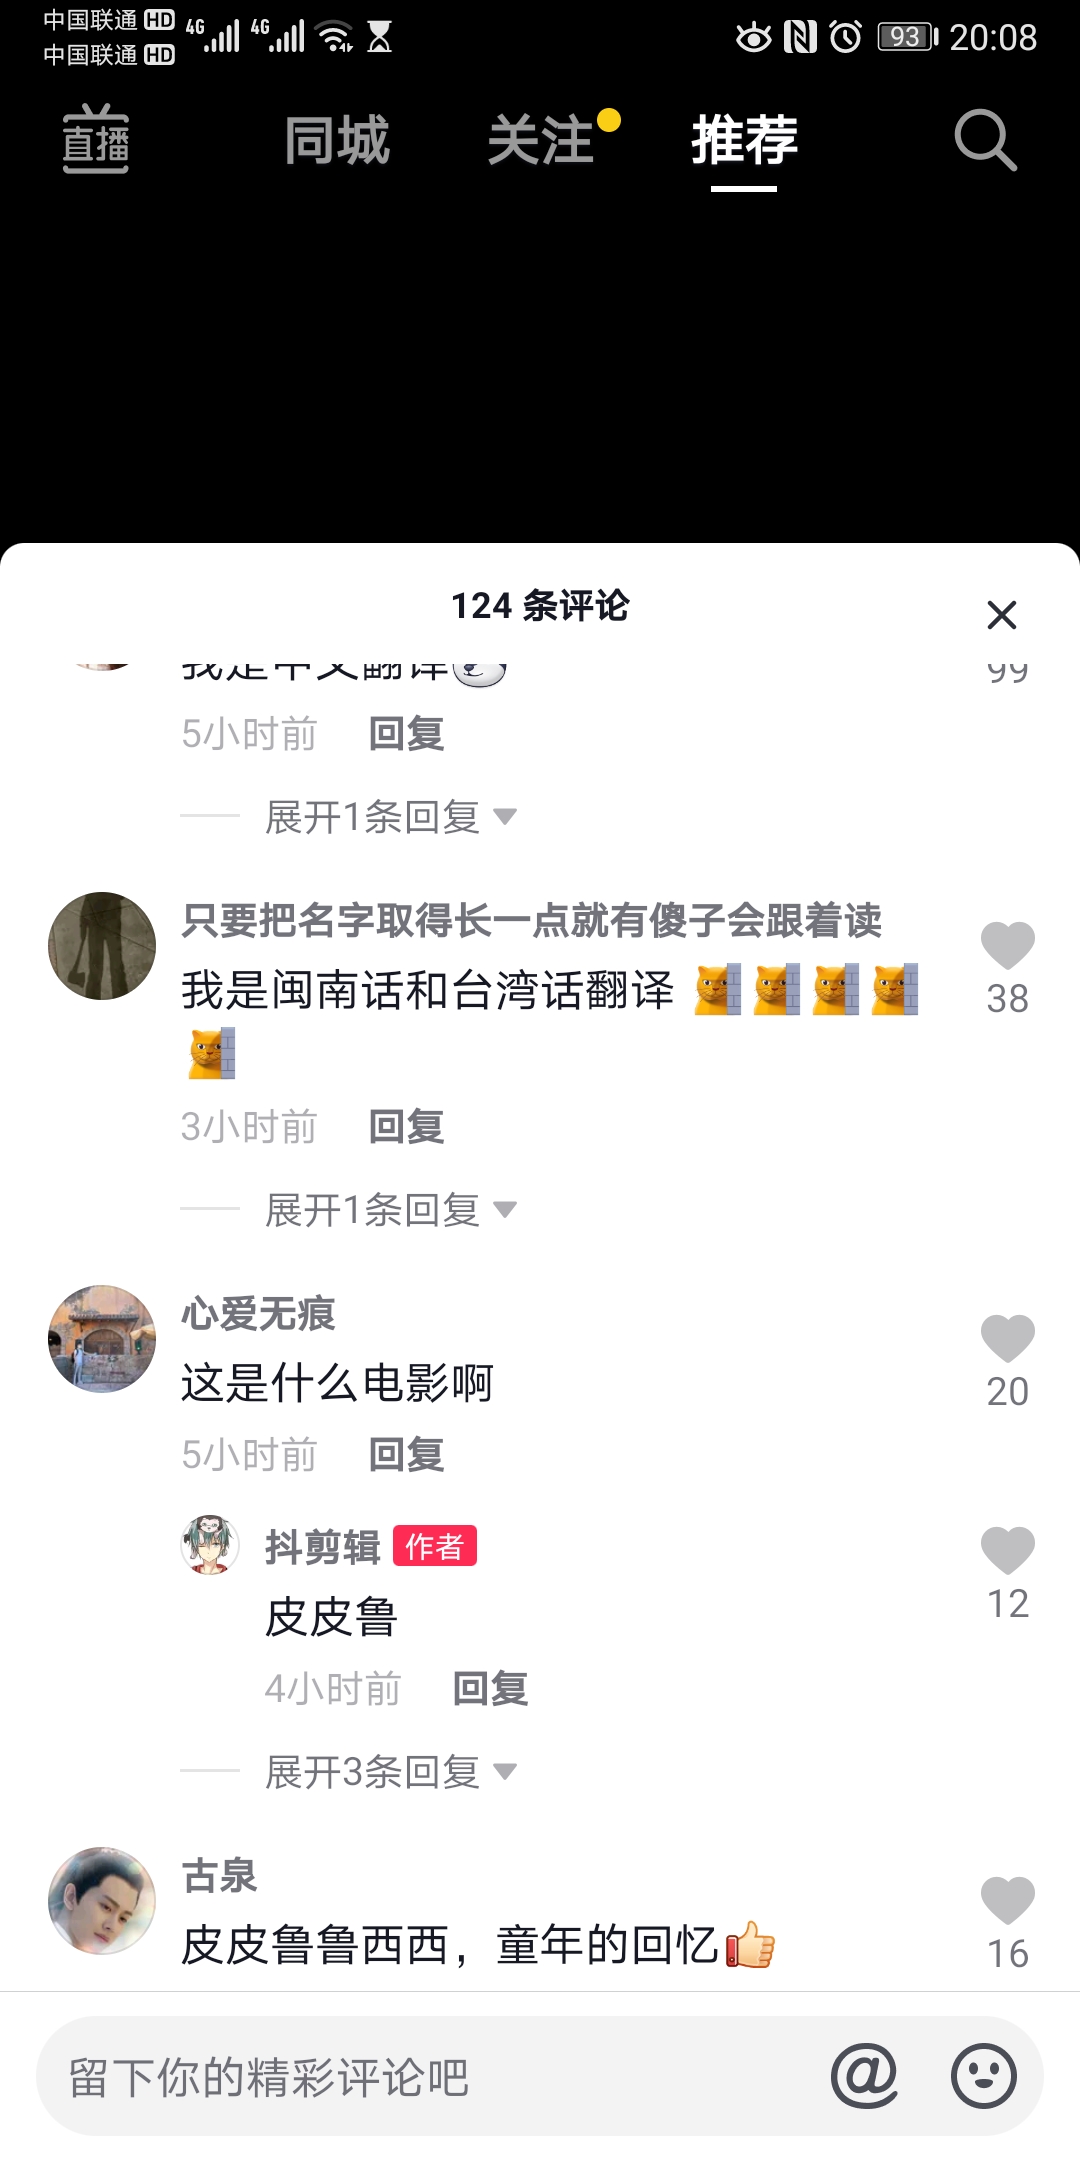 中国联通 HD 4G 4G 93 20:08
中国联通 HD
直播 同城 关注 推荐
124 条评论
我是中文翻译
99
5小时前 回复
展开1条回复
只要把名字取得长一点就有傻子会跟着读
我是闽南话和台湾话翻译
38
3小时前 回复
展开1条回复
心爱无痕
这是什么电影啊
20
5小时前 回复
抖剪辑 作者
皮皮鲁
12
4小时前 回复
展开3条回复
古泉
皮皮鲁鲁西西，童年的回忆
16
留下你的精彩评论吧